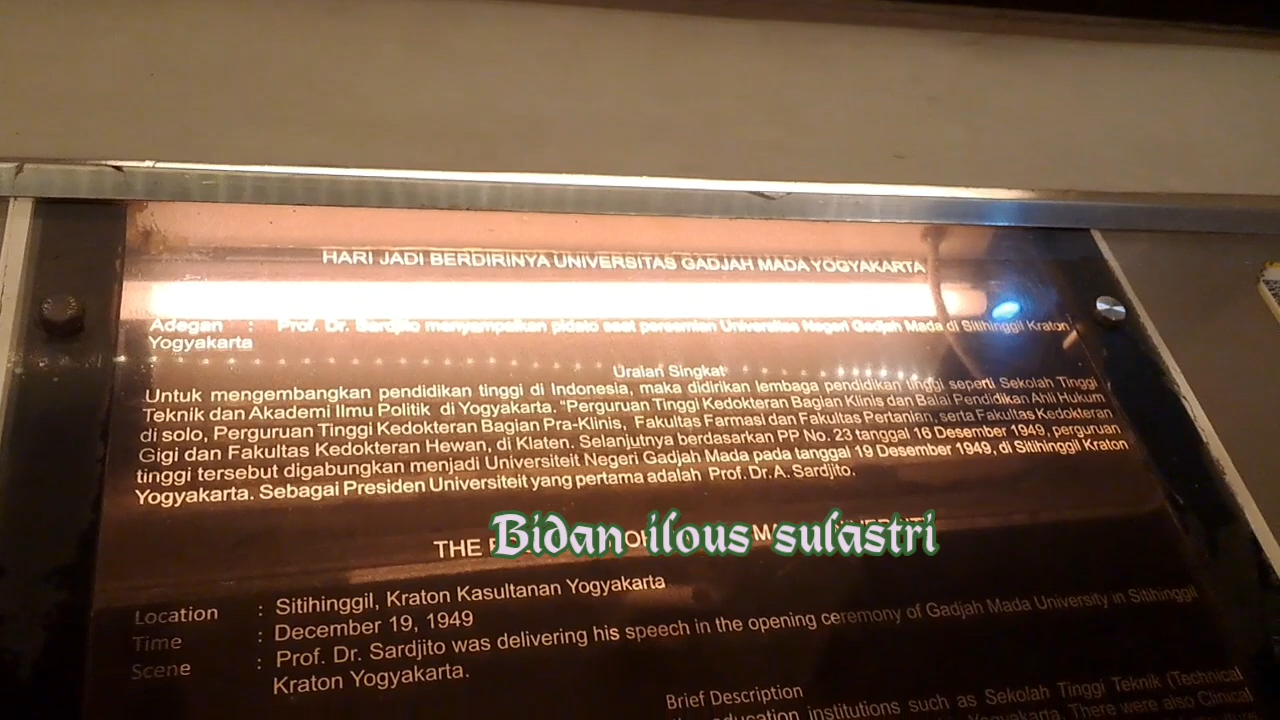 HARI JADI BERDIRINYA UNIVERSITAS GADJAH MADA YOGYAKARTA
Adegan : Prof. Dr. Sardjito menyampaikan pidato saat peresmian Universitas Negeri Gadjah Mada di Sitihinggil Kraton
Yogyakarta
Uraian Singkat
Untuk mengembangkan pendidikan tinggi di Indonesia, maka didirikan lembaga pendidikan tinggi seperti Sekolah Tinggi
Teknik dan Akademi Ilmu Politik di Yogyakarta. "Perguruan Tinggi Kedokteran Bagian Klinis dan Balai Pendidikan Ahli Hukum
di solo, Perguruan Tinggi Kedokteran Bagian Pra-Klinis, Fakultas Farmasi dan Fakultas Pertanian, serta Fakultas Kedokteran
Gigi dan Fakultas Kedokteran Hewan, di Klaten. Selanjutnya berdasarkan PP No. 23 tanggal 16 Desember 1949, perguruan
tinggi tersebut digabungkan menjadi Universiteit Negeri Gadjah Mada pada tanggal 19 Desember 1949, di Sitihinggil Kraton
Yogyakarta. Sebagai Presiden Universiteit yang pertama adalah Prof. Dr. A. Sardjito.
THE
Bidan ilous sulastri
Location : Sitihinggil, Kraton Kasultanan Yogyakarta
Time : December 19, 1949
Scene : Prof. Dr. Sardjito was delivering his speech in the opening ceremony of Gadjah Mada University in Sitihinggil
Kraton Yogyakarta.
Brief Description
education institutions such as Sekolah Tinggi Teknik (Technical
Yogyakarta. There were also Clinical